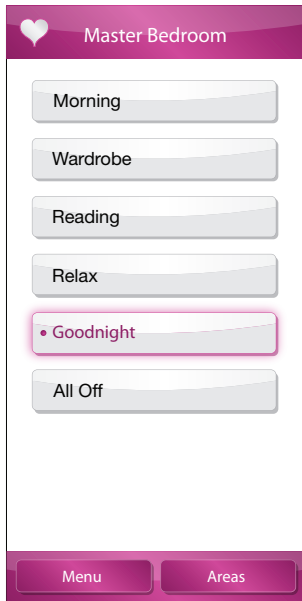 Master Bedroom
Morning
Wardrobe
Reading
Relax
Goodnight
All Off
Menu
Areas